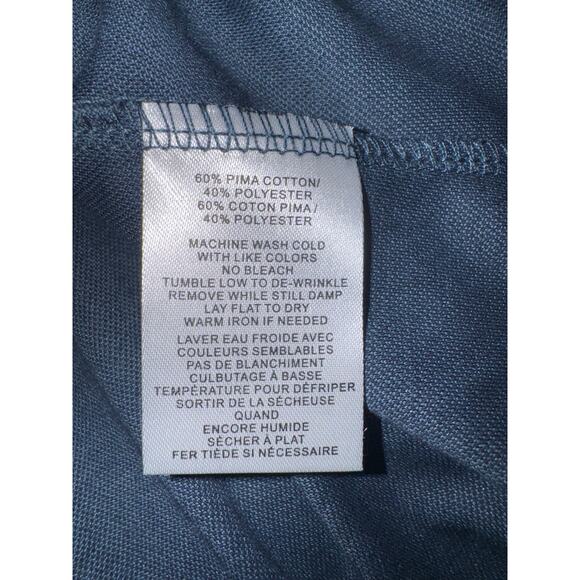 60% PIMA COTTON/
40% POLYESTER
60% COTON PIMA /
40% POLYESTER
MACHINE WASH COLD
WITH LIKE COLORS
NO BLEACH
TUMBLE LOW TO DE-WRINKLE
REMOVE WHILE STILL DAMP
LAY FLAT TO DRY
WARM IRON IF NEEDED
LAVER EAU FROIDE AVEC
COULEURS SEMBLABLES
PAS DE BLANCHIMENT
CULBUTAGE À BASSE
TEMPÉRATURE POUR DÉFRIPER
SORTIR DE LA SÉCHEUSE
QUAND
ENCORE HUMIDE
SÉCHER À PLAT
FER TIÈDE SI NÉCESSAIRE